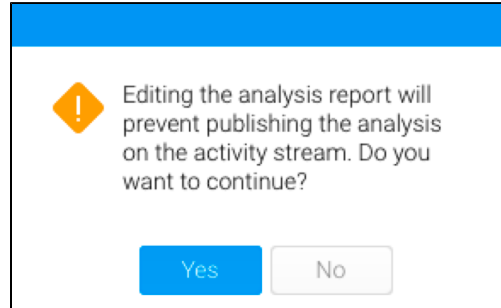 !
Editing the analysis report will
prevent publishing the analysis
on the activity stream. Do you
want to continue?
Yes
No